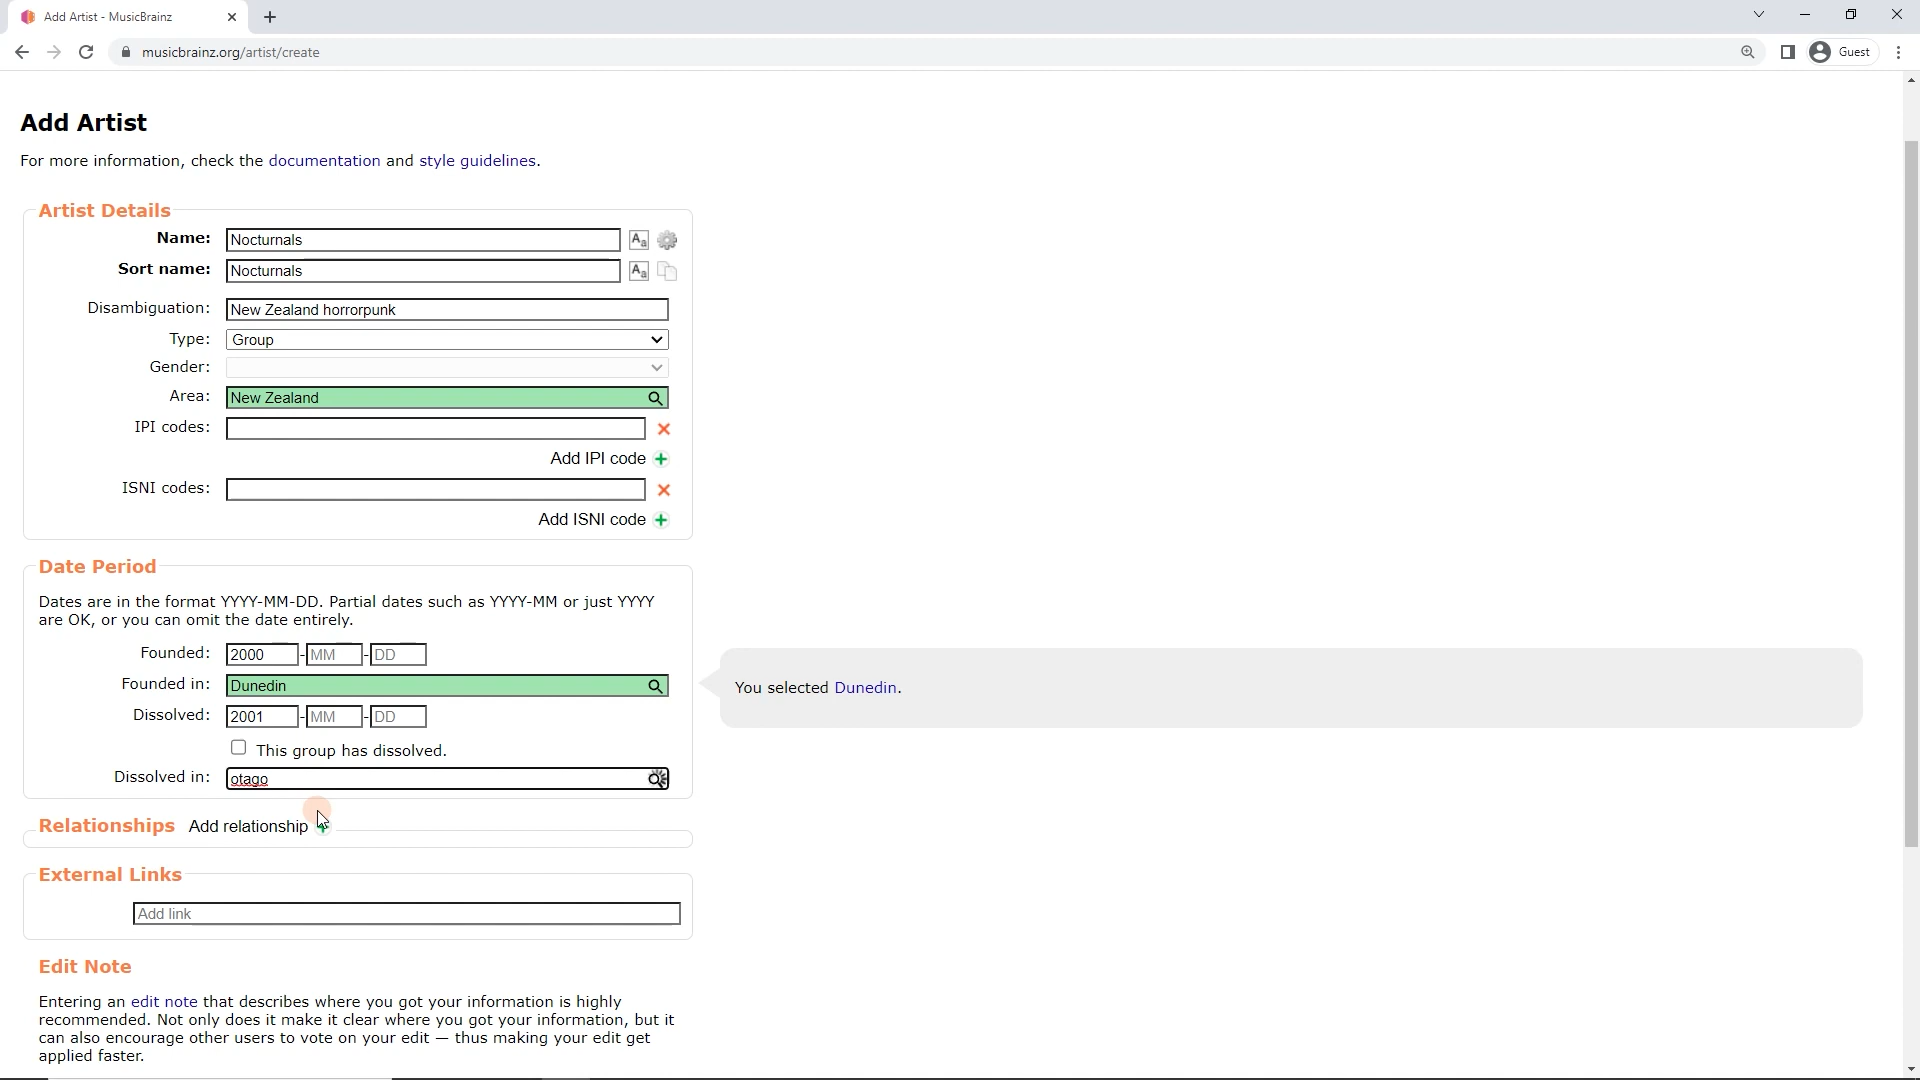 Add Artist - MusicBrainz
musicbrainz.org/artist/create
Guest
Add Artist
For more information, check the documentation and style guidelines.
Artist Details
Name: Nocturnals
Sort name: Nocturnals
Disambiguation: New Zealand horrorpunk
Type: Group
Gender:
Area: New Zealand
IPI codes:
Add IPI code
ISNI codes:
Add ISNI code
Date Period
Dates are in the format YYYY-MM-DD. Partial dates such as YYYY-MM or just YYYY
are OK, or you can omit the date entirely.
Founded: 2000 - MM - DD
Founded in: Dunedin
You selected Dunedin.
Dissolved: 2001 - MM - DD
This group has dissolved.
Dissolved in: otago
Relationships Add relationship
External Links
Add link
Edit Note
Entering an edit note that describes where you got your information is highly
recommended. Not only does it make it clear where you got your information, but it
can also encourage other users to vote on your edit — thus making your edit get
applied faster.